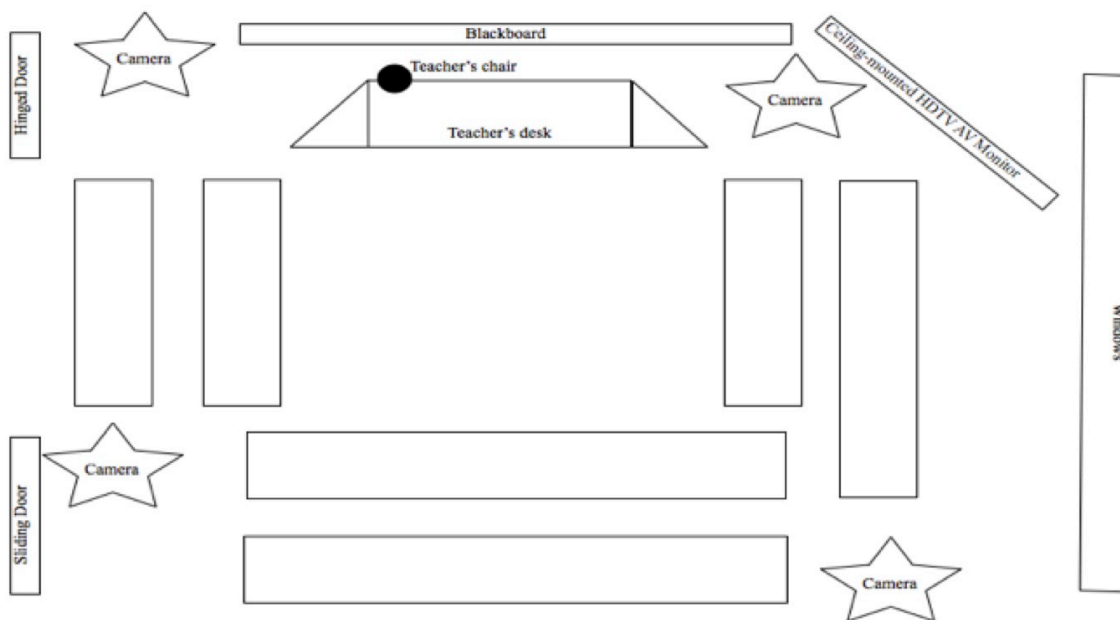 Blackboard
Ceiling-mounted HDTV AV Monitor
Camera
Hinged Door
Teacher's chair
Camera
Teacher's desk
Windows
Camera
Sliding Door
Camera